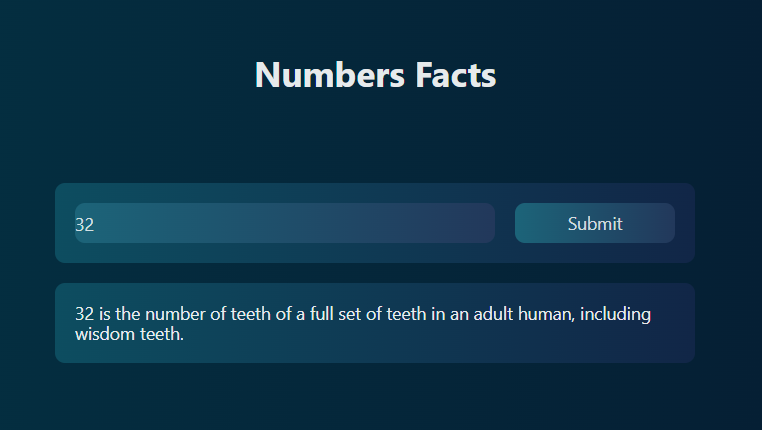 Numbers Facts
32
Submit
32 is the number of teeth of a full set of teeth in an adult human, including
wisdom teeth.